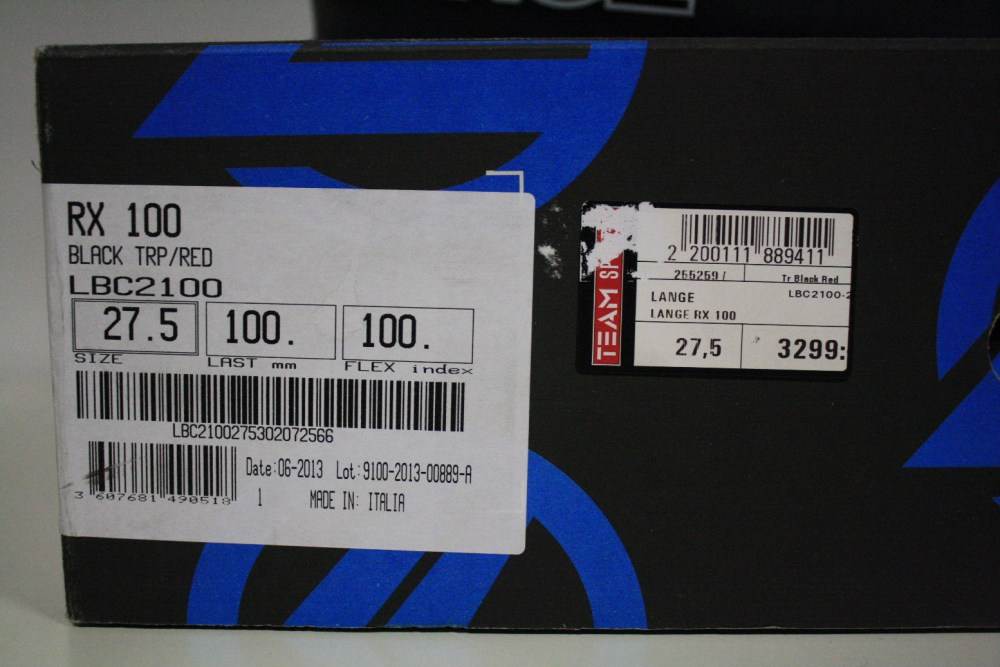 RX 100
BLACK TRP/RED
LBC2100
27.5 100. 100.
SIZE LAST mm FLEX index
LBC2100275302072566
Date:06-2013 Lot:9100-2013-00889-A
3 607681 490518 1 MADE IN: ITALIA
TEAM
2 200111 889411
255259/ Tr Black Red
LANGE LBC2100-2
LANGE RX 100
27,5 3299: